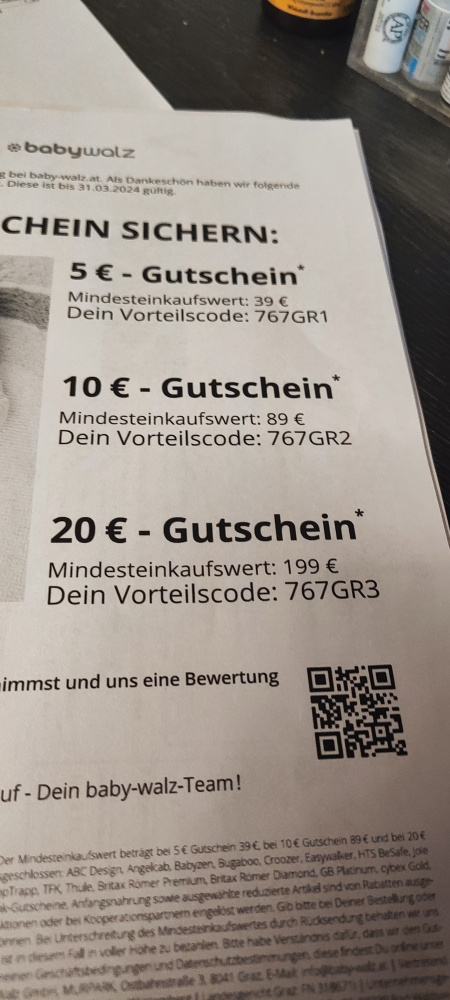 babywalz
g bei baby-walz.at. Als Dankeschön haben wir folgende
. Diese ist bis 31.03.2024 gültig.
CHEIN SICHERN:
5 € - Gutschein*
Mindesteinkaufswert: 39 €
Dein Vorteilscode: 767GR1
10 € - Gutschein*
Mindesteinkaufswert: 89 €
Dein Vorteilscode: 767GR2
20 € - Gutschein*
Mindesteinkaufswert: 199 €
Dein Vorteilscode: 767GR3
immst und uns eine Bewertung
uf - Dein baby-walz-Team!
Der Mindesteinkaufswert beträgt bei 5 € Gutschein 39 €, bei 10 € Gutschein 89 € und bei 20 €
geschlossen: ABC Design, Angelcab, Babyzen, Bugaboo, Croozer, Easywalker, HTS BeSafe, Joie
pTrapp, TFK, Thule, Britax Römer Premium, Britax Römer Diamond, GB Platinum, cybex Gold,
k-Gutscheine, Anfangsnahrung sowie ausgewählte reduzierte Artikel sind von Rabatten ausge-
ktionen oder bei Kooperationspartnern eingelöst werden. Gib bitte bei Deiner Bestellung oder
önnen. Bei Unterschreitung des Mindesteinkaufswertes durch Rücksendung behalten wir uns
ist in diesem Fall in voller Höhe zu bezahlen. Bitte habe Verständnis dafür, dass wir den Gut-
meinen Geschäftsbedingungen und Datenschutzbestimmungen, diese findest Du online unter
GmbH, MURPARK, Ostbahnstraße 3, 8041 Graz, E-Mail: info@baby-walz.at |
Landesgericht Graz, FN